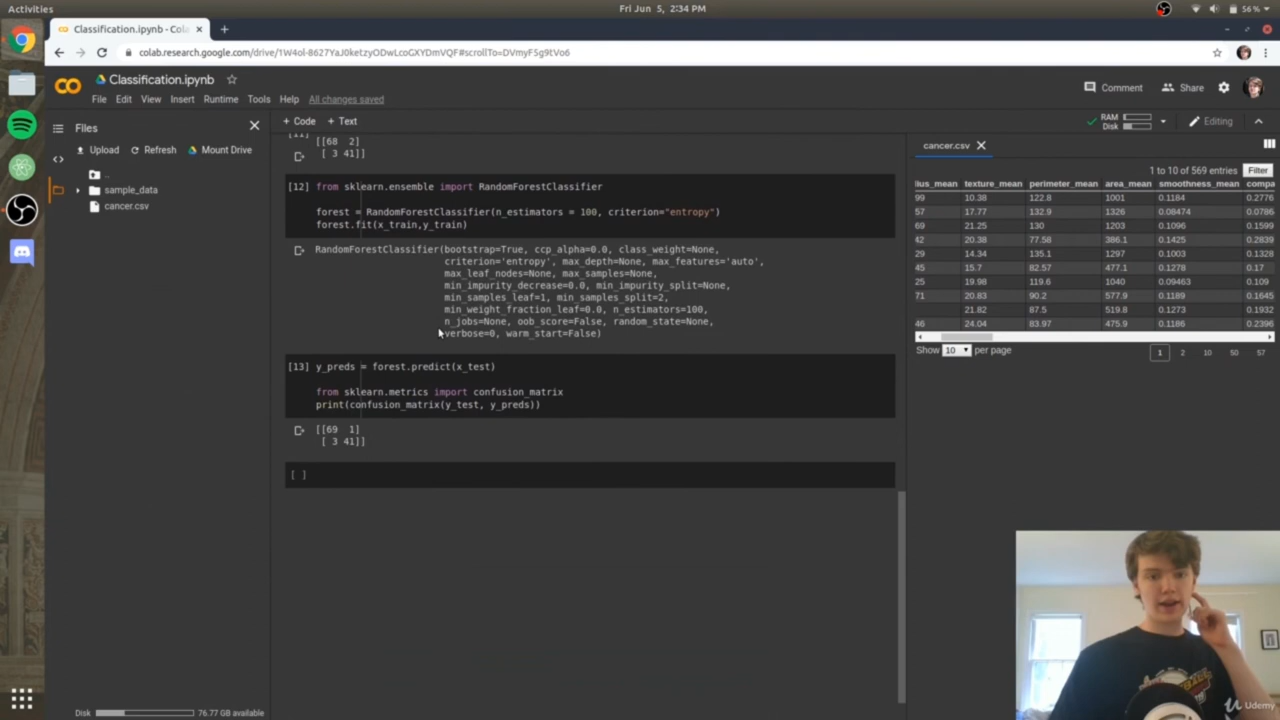 Activities
Fri Jun 5, 2:34 PM
56 %
Classification.ipynb - Cola
colab.research.google.com/drive/1W4ol-8627YaJ0ketzyODwLcoGXYDmVQF#scrollTo=DVmyF5g9tVo6
Classification.ipynb
File Edit View Insert Runtime Tools Help All changes saved
Comment Share
+ Code + Text
RAM
Disk
Editing
Files
Upload Refresh Mount Drive
..
sample_data
cancer.csv
[11]
[[68 2]
[ 3 41]]
[12] from sklearn.ensemble import RandomForestClassifier
forest = RandomForestClassifier(n_estimators = 100, criterion="entropy")
forest.fit(x_train,y_train)
RandomForestClassifier(bootstrap=True, ccp_alpha=0.0, class_weight=None,
criterion='entropy', max_depth=None, max_features='auto',
max_leaf_nodes=None, max_samples=None,
min_impurity_decrease=0.0, min_impurity_split=None,
min_samples_leaf=1, min_samples_split=2,
min_weight_fraction_leaf=0.0, n_estimators=100,
n_jobs=None, oob_score=False, random_state=None,
verbose=0, warm_start=False)
[13] y_preds = forest.predict(x_test)
from sklearn.metrics import confusion_matrix
print(confusion_matrix(y_test, y_preds))
[[69 1]
[ 3 41]]
[ ]
cancer.csv
1 to 10 of 569 entries Filter
lius_mean texture_mean perimeter_mean area_mean smoothness_mean compa
99 10.38 122.8 1001 0.1184 0.2776
57 17.77 132.9 1326 0.08474 0.0786
69 21.25 130 1203 0.1096 0.1599
42 20.38 77.58 386.1 0.1425 0.2839
29 14.34 135.1 1297 0.1003 0.1328
45 15.7 82.57 477.1 0.1278 0.17
25 19.98 119.6 1040 0.09463 0.109
71 20.83 90.2 577.9 0.1189 0.1645
21.82 87.5 519.8 0.1273 0.1932
46 24.04 83.97 475.9 0.1186 0.2396
Show 10 per page
1 2 10 50 57
Disk 76.77 GB available
Udemy